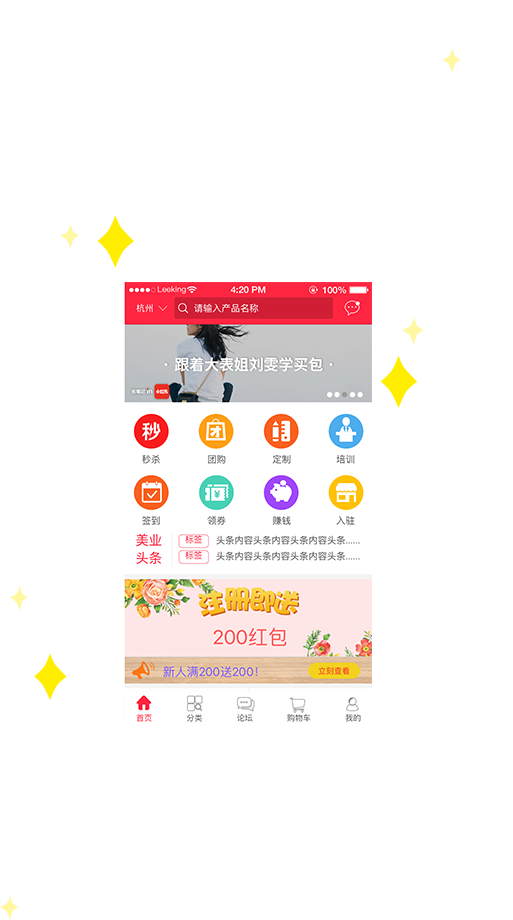 Leeking 4:20 PM 100%
杭州 请输入产品名称
·跟着大表姐刘雯学买包·
小红书
秒
秒杀 团购 定制 培训
签到 领券 赚钱 入驻
美业 标签 头条内容头条内容头条内容头条......
头条 标签 头条内容头条内容头条内容头条......
注册即送
200红包
新人满200送200! 立刻查看
首页 分类 论坛 购物车 我的